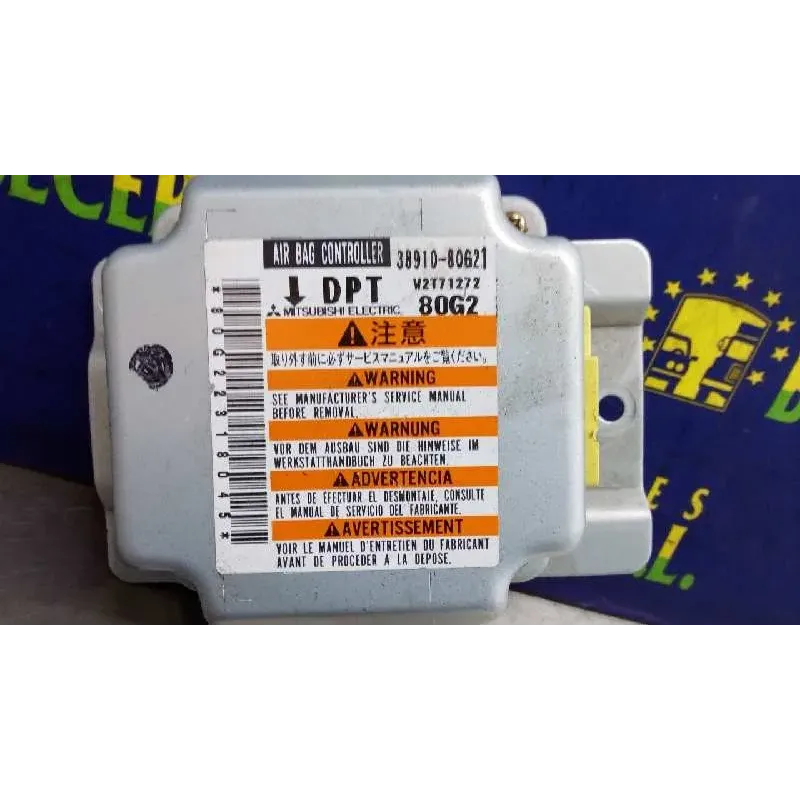 AIR BAG CONTROLLER 38910-80G21
DPT W2T71272
MITSUBISHI ELECTRIC 80G2
注意
取り外す前に必ずサービスマニュアルをご覧ください。
WARNING
SEE MANUFACTURER'S SERVICE MANUAL
BEFORE REMOVAL.
WARNUNG
VOR DEM AUSBAU SIND DIE HINWEISE IM
WERKSTATTHANDBUCH ZU BEACHTEN.
ADVERTENCIA
ANTES DE EFECTUAR EL DESMONTAJE, CONSULTE
EL MANUAL DE SERVICIO DEL FABRICANTE.
AVERTISSEMENT
VOIR LE MANUEL D'ENTRETIEN DU FABRICANT
AVANT DE PROCEDER A LA DEPOSE.
*80G22318045*